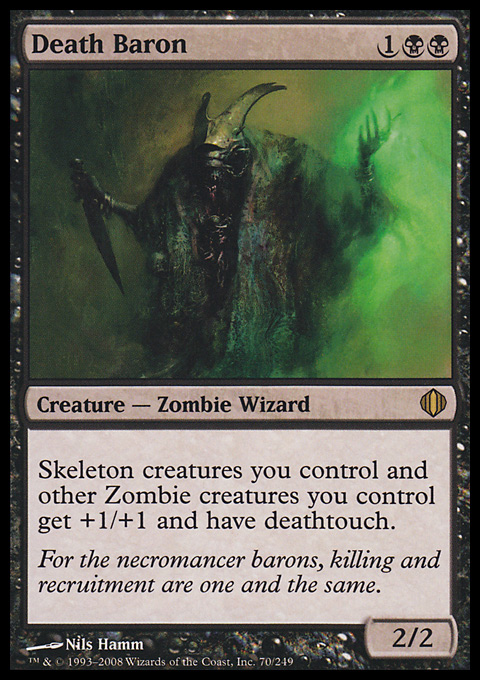 Death Baron 1
Creature — Zombie Wizard
Skeleton creatures you control and
other Zombie creatures you control
get +1/+1 and have deathtouch.
For the necromancer barons, killing and
recruitment are one and the same.
Nils Hamm
2/2
™ & © 1993–2008 Wizards of the Coast, Inc. 70/249